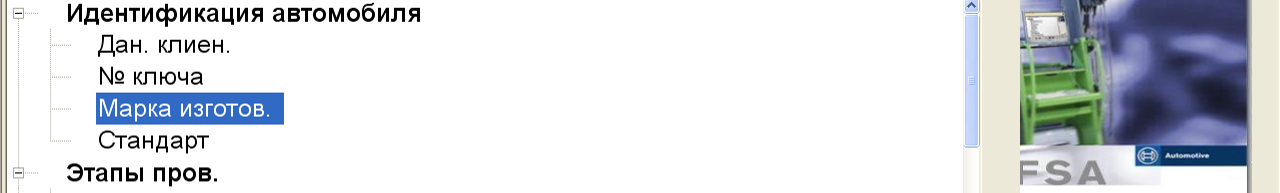 Идентификация автомобиля
Дан. клиен.
№ ключа
Марка изготов.
Стандарт
Этапы пров.
Automotive
FSA